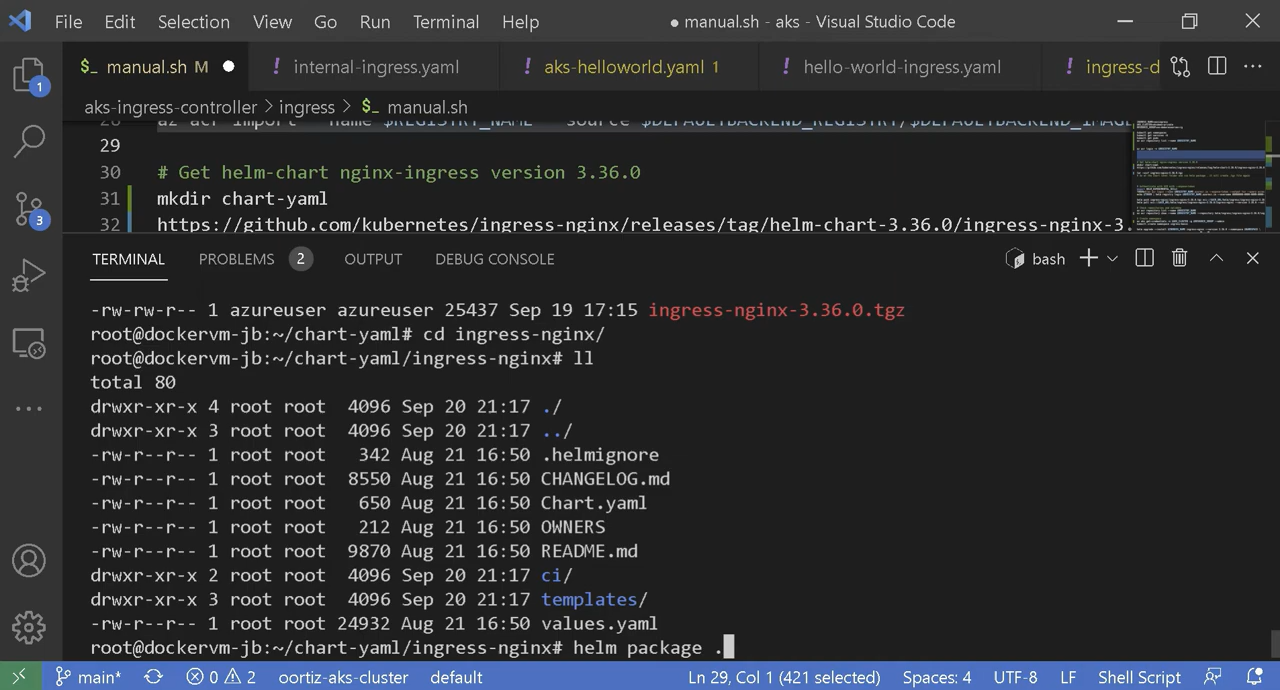 File Edit Selection View Go Run Terminal Help ● manual.sh - aks - Visual Studio Code
$_ manual.sh M ● ! internal-ingress.yaml ! aks-helloworld.yaml 1 ! hello-world-ingress.yaml ! ingress-d ...
1
aks-ingress-controller > ingress > $_ manual.sh
28 az acr import --name $REGISTRY_NAME --source $DEFAULTBACKEND_REGISTRY/$DEFAULTBACKEND_IMAGE
29
30 # Get helm-chart nginx-ingress version 3.36.0
31 mkdir chart-yaml
32 https://github.com/kubernetes/ingress-nginx/releases/tag/helm-chart-3.36.0/ingress-nginx-3.
3
TERMINAL PROBLEMS 2 OUTPUT DEBUG CONSOLE bash
-rw-rw-r-- 1 azureuser azureuser 25437 Sep 19 17:15 ingress-nginx-3.36.0.tgz
root@dockervm-jb:~/chart-yaml# cd ingress-nginx/
root@dockervm-jb:~/chart-yaml/ingress-nginx# ll
total 80
drwxr-xr-x 4 root root 4096 Sep 20 21:17 ./
drwxr-xr-x 3 root root 4096 Sep 20 21:17 ../
-rw-r--r-- 1 root root 342 Aug 21 16:50 .helmignore
-rw-r--r-- 1 root root 8550 Aug 21 16:50 CHANGELOG.md
-rw-r--r-- 1 root root 650 Aug 21 16:50 Chart.yaml
-rw-r--r-- 1 root root 212 Aug 21 16:50 OWNERS
-rw-r--r-- 1 root root 9870 Aug 21 16:50 README.md
drwxr-xr-x 2 root root 4096 Sep 20 21:17 ci/
drwxr-xr-x 3 root root 4096 Sep 20 21:17 templates/
-rw-r--r-- 1 root root 24932 Aug 21 16:50 values.yaml
root@dockervm-jb:~/chart-yaml/ingress-nginx# helm package .
main* 0 2 oortiz-aks-cluster default Ln 29, Col 1 (421 selected) Spaces: 4 UTF-8 LF Shell Script